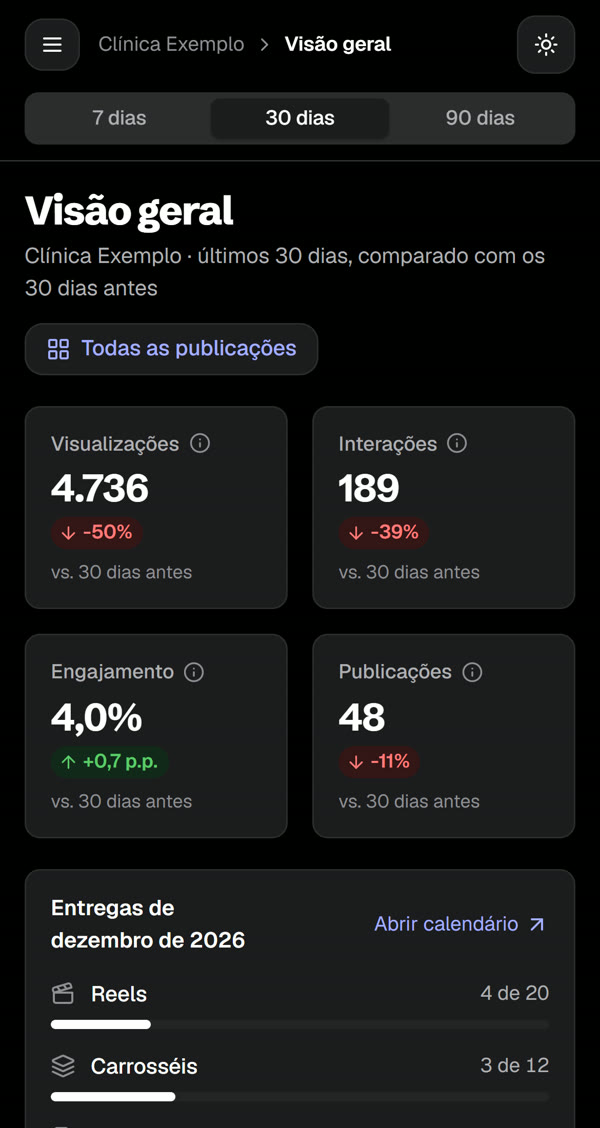 Clínica Exemplo > Visão geral
7 dias 30 dias 90 dias
Visão geral
Clínica Exemplo · últimos 30 dias, comparado com os
30 dias antes
Todas as publicações
Visualizações
4.736
↓ -50%
vs. 30 dias antes
Interações
189
↓ -39%
vs. 30 dias antes
Engajamento
4,0%
↑ +0,7 p.p.
vs. 30 dias antes
Publicações
48
↓ -11%
vs. 30 dias antes
Entregas de
dezembro de 2026
Abrir calendário ↗
Reels 4 de 20
Carrosséis 3 de 12